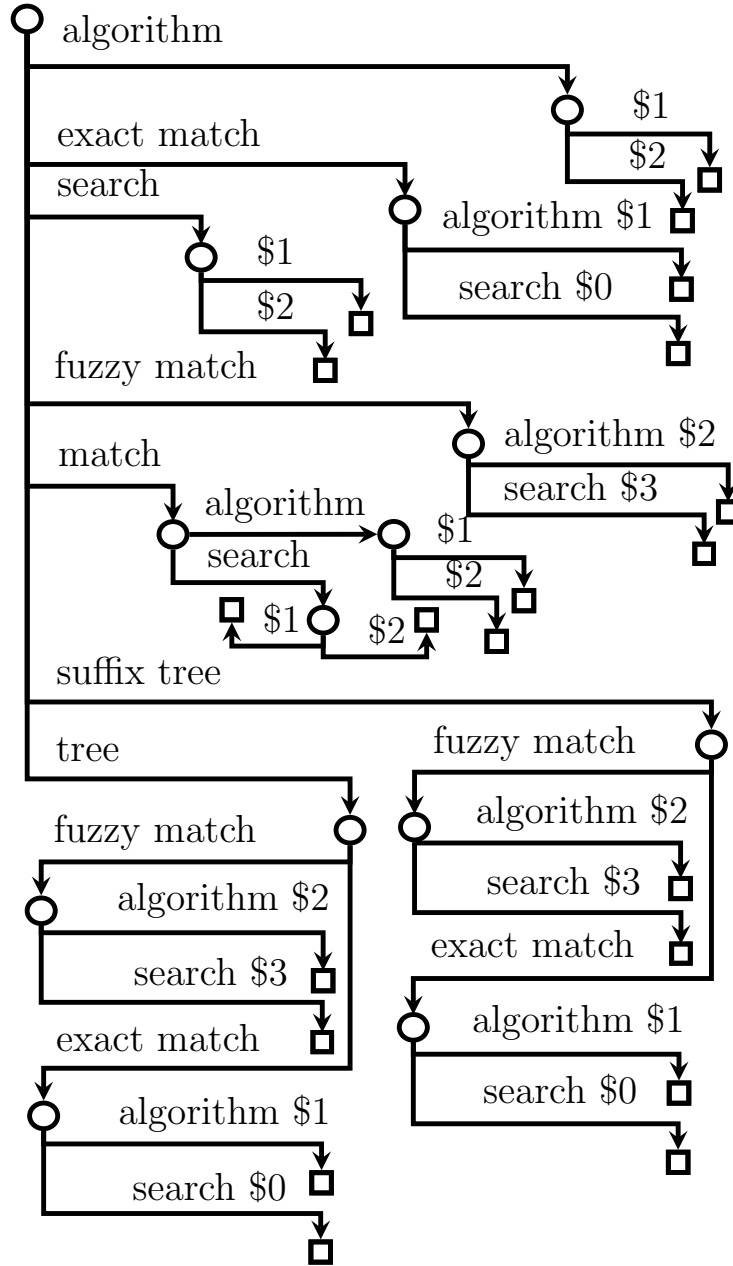 algorithm
$1
exact match
$2
search
algorithm $1
$1
search $0
$2
fuzzy match
algorithm $2
match
search $3
algorithm
$1
search
$2
$1
$2
suffix tree
fuzzy match
tree
algorithm $2
fuzzy match
search $3
algorithm $2
exact match
search $3
algorithm $1
exact match
search $0
algorithm $1
search $0